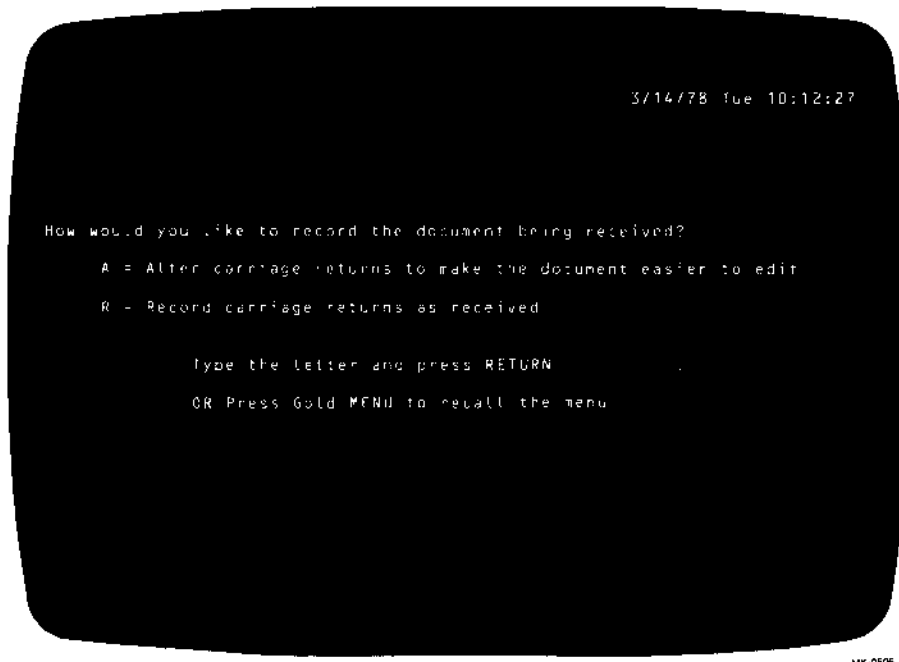 3/14/78 Tue 10:12:27
How would you like to record the document being received?
A = Alter carriage returns to make the document easier to edit
R = Record carriage returns as received
Type the letter and press RETURN
OR Press Gold MENU to recall the menu